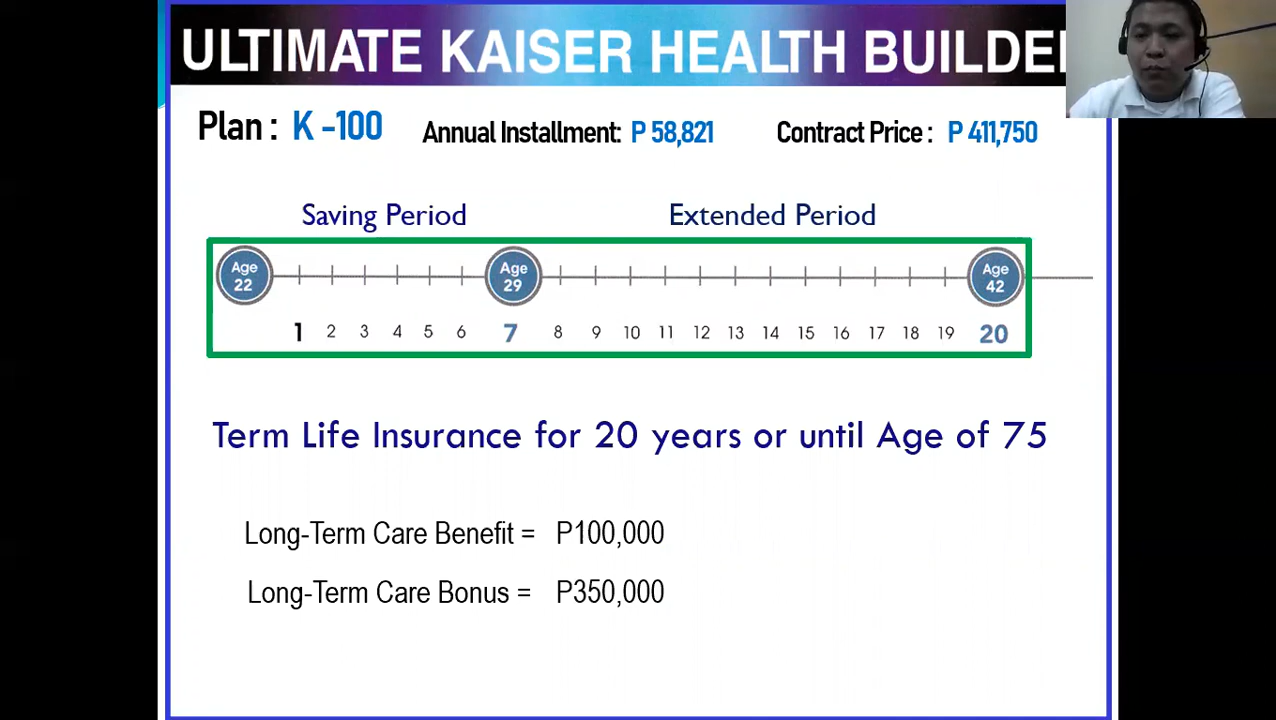 ULTIMATE KAISER HEALTH BUILDE
Plan : K -100 Annual Installment: P 58,821 Contract Price : P 411,750
Saving Period Extended Period
Age 22 Age 29 Age 42
1 2 3 4 5 6 7 8 9 10 11 12 13 14 15 16 17 18 19 20
Term Life Insurance for 20 years or until Age of 75
Long-Term Care Benefit = P100,000
Long-Term Care Bonus = P350,000